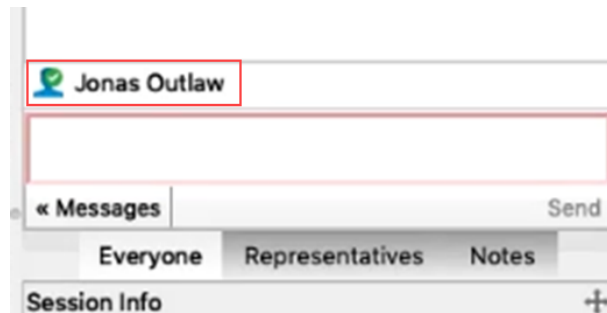 Jonas Outlaw
« Messages Send
Everyone Representatives Notes
Session Info